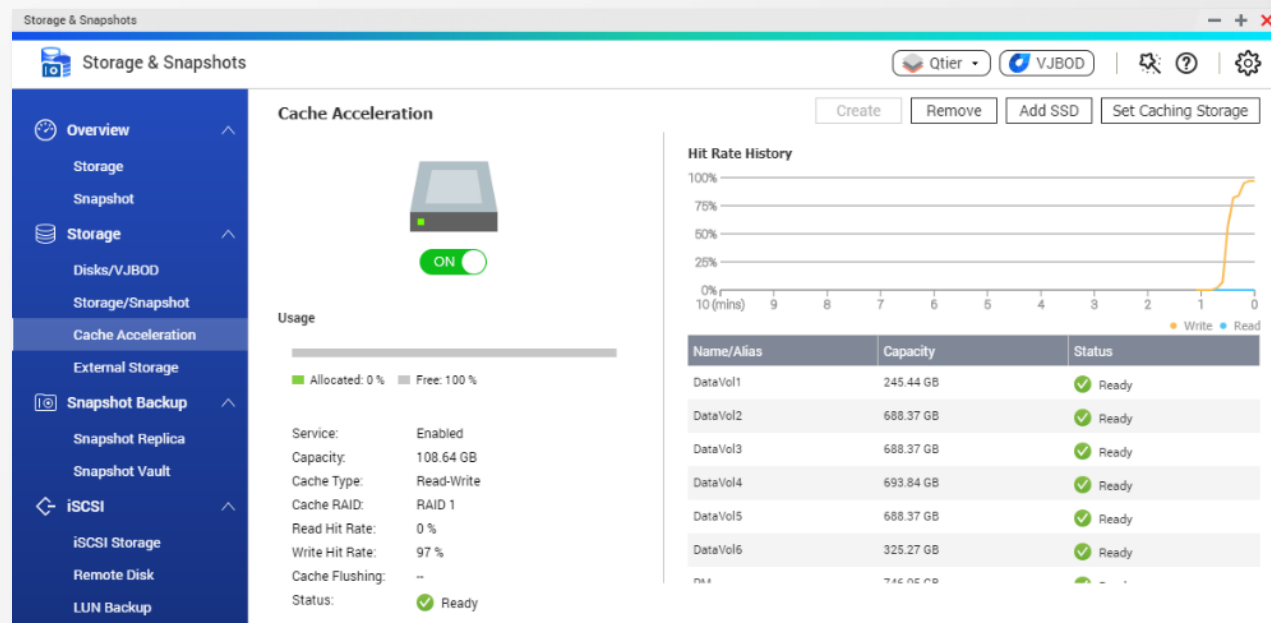 Storage & Snapshots
Storage & Snapshots
Qtier
VJBOD
Overview
Storage
Snapshot
Storage
Disks/VJBOD
Storage/Snapshot
Cache Acceleration
External Storage
Snapshot Backup
Snapshot Replica
Snapshot Vault
iSCSI
iSCSI Storage
Remote Disk
LUN Backup
Cache Acceleration
Create Remove Add SSD Set Caching Storage
ON
Usage
Allocated: 0 % Free: 100 %
Service: Enabled
Capacity: 108.64 GB
Cache Type: Read-Write
Cache RAID: RAID 1
Read Hit Rate: 0 %
Write Hit Rate: 97 %
Cache Flushing: --
Status: Ready
Hit Rate History
100%
75%
50%
25%
0%
10 (mins) 9 8 7 6 5 4 3 2 1 0
Write Read
Name/Alias Capacity Status
DataVol1 245.44 GB Ready
DataVol2 688.37 GB Ready
DataVol3 688.37 GB Ready
DataVol4 693.84 GB Ready
DataVol5 688.37 GB Ready
DataVol6 325.27 GB Ready